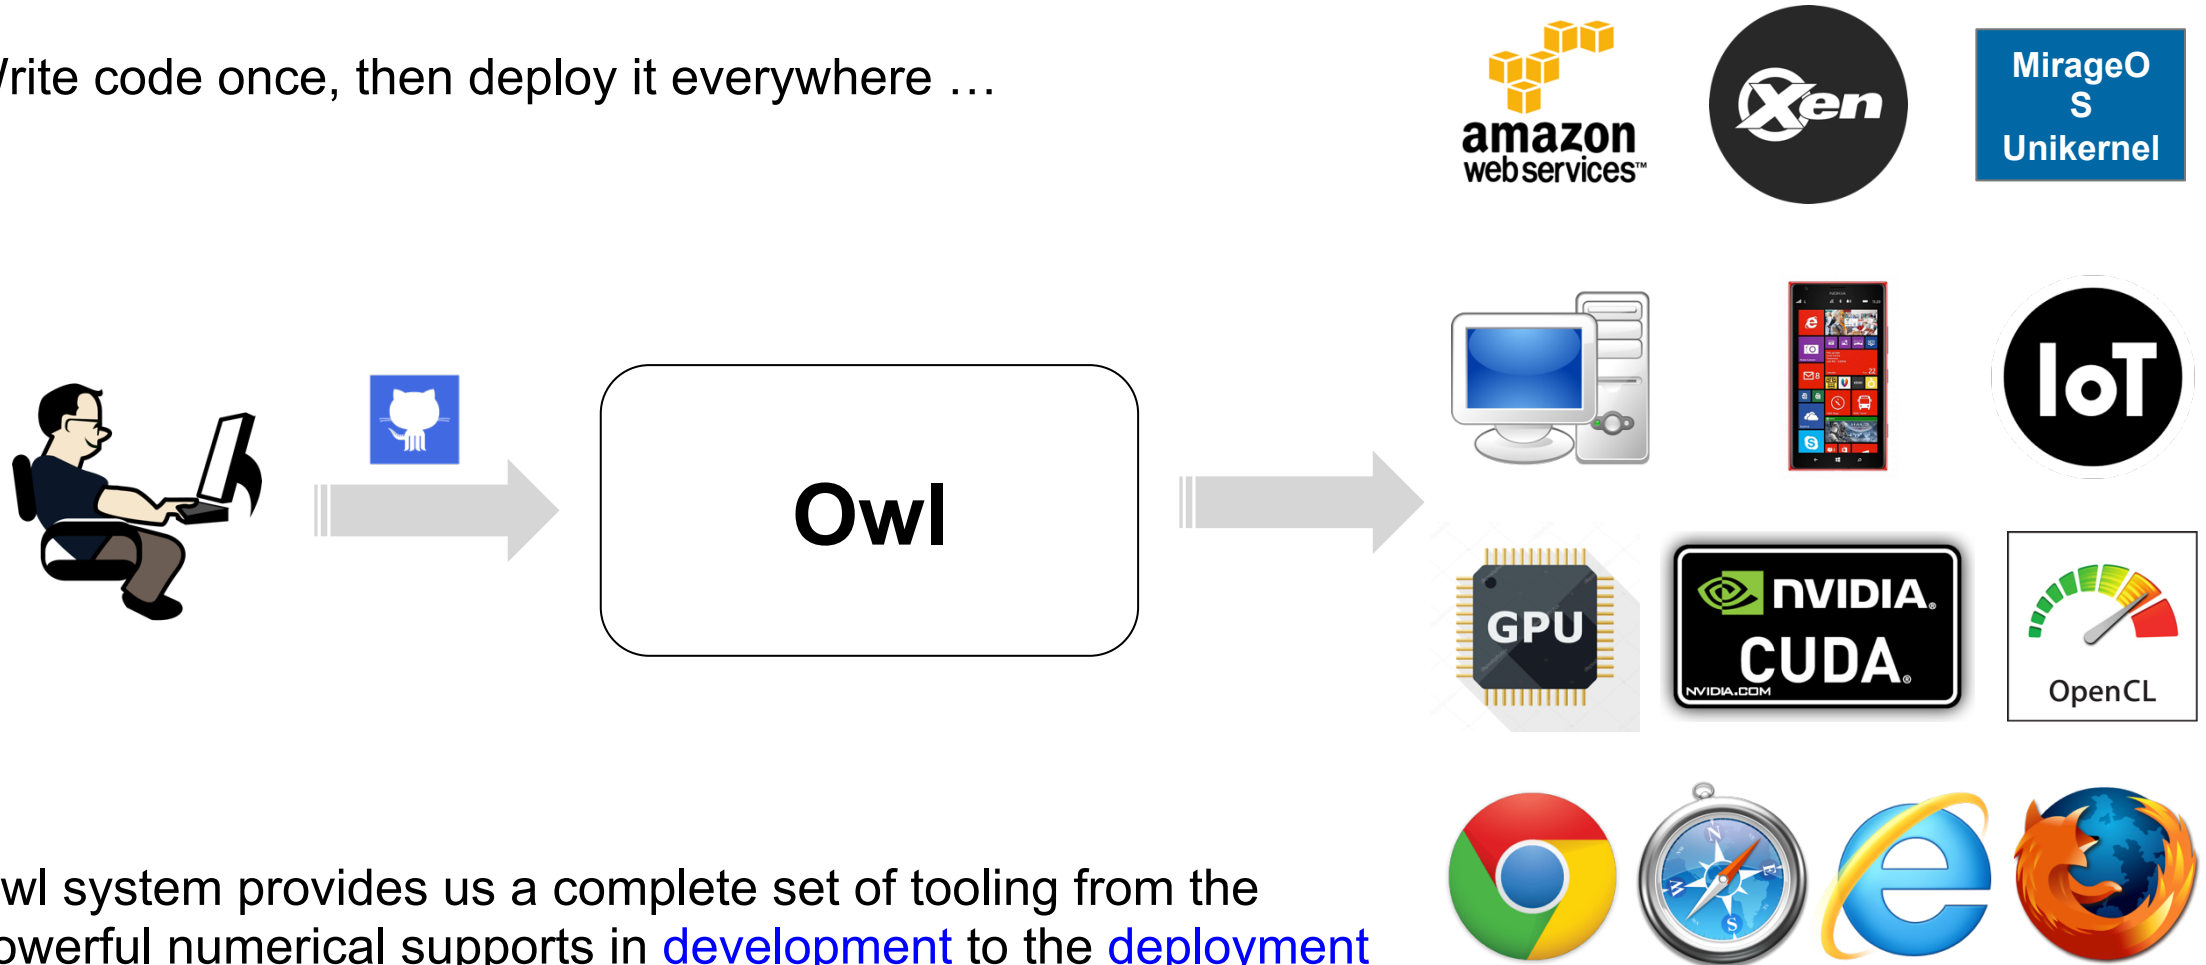 rite code once, then deploy it everywhere …
amazon
web services™
Xen
MirageO
S
Unikernel
IoT
Owl
GPU
NVIDIA®
CUDA®
NVIDIA.COM
OpenCL
N
E
S
W
wl system provides us a complete set of tooling from the
owerful numerical supports in development to the deployment